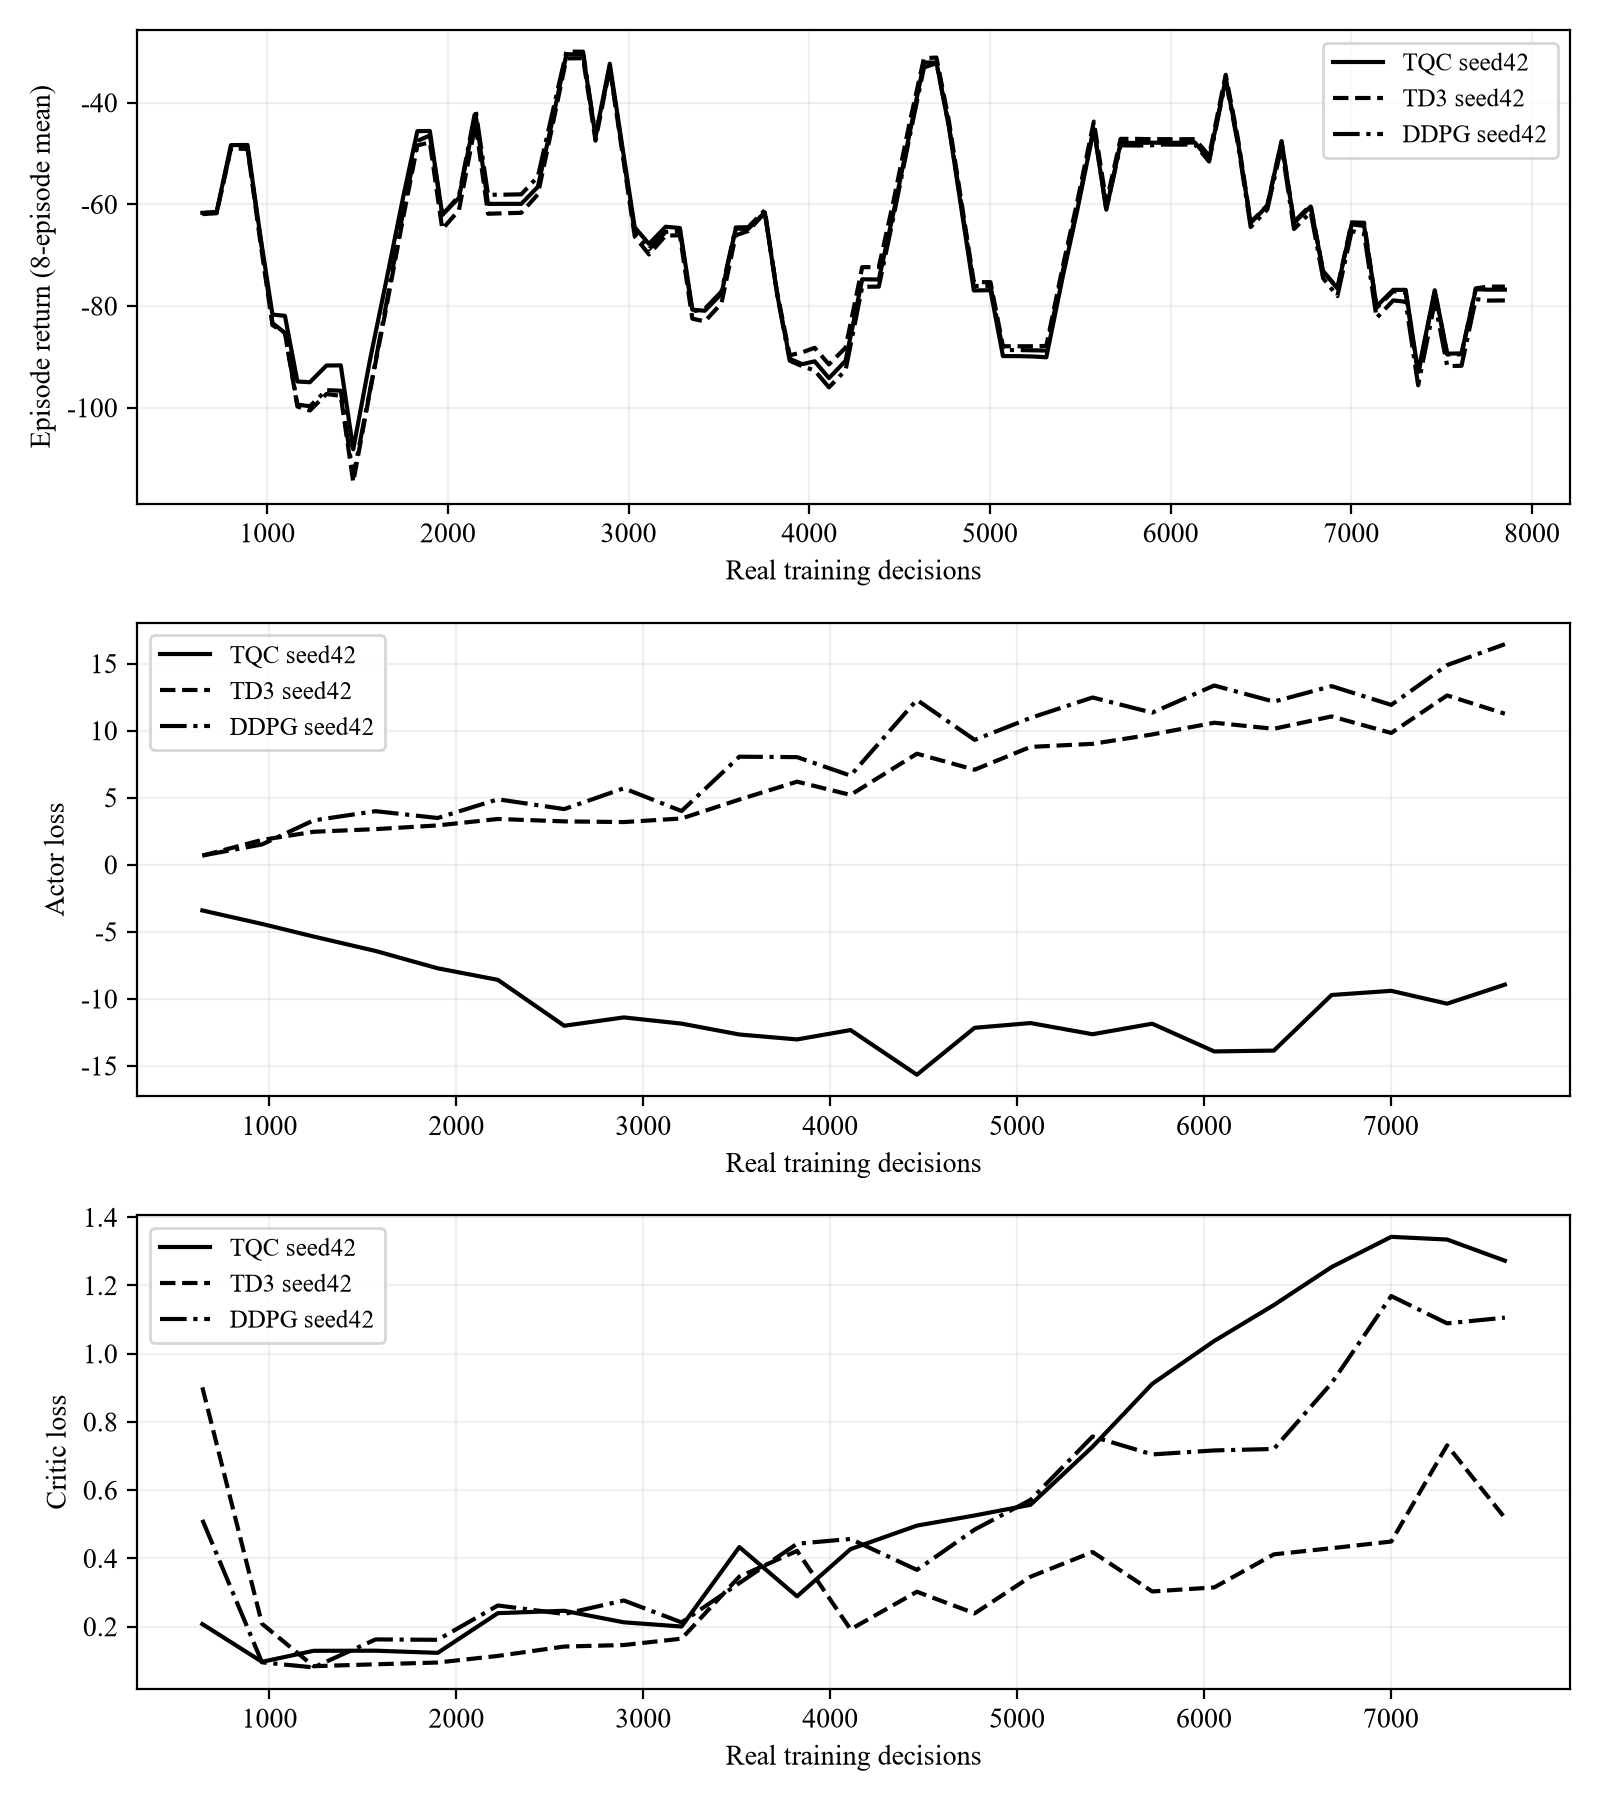 Episode return (8-episode mean)
-40
-60
-80
-100
TQC seed42
TD3 seed42
DDPG seed42
1000 2000 3000 4000 5000 6000 7000 8000
Real training decisions
Actor loss
15
10
5
0
-5
-10
-15
TQC seed42
TD3 seed42
DDPG seed42
1000 2000 3000 4000 5000 6000 7000
Real training decisions
Critic loss
1.4
1.2
1.0
0.8
0.6
0.4
0.2
TQC seed42
TD3 seed42
DDPG seed42
1000 2000 3000 4000 5000 6000 7000
Real training decisions